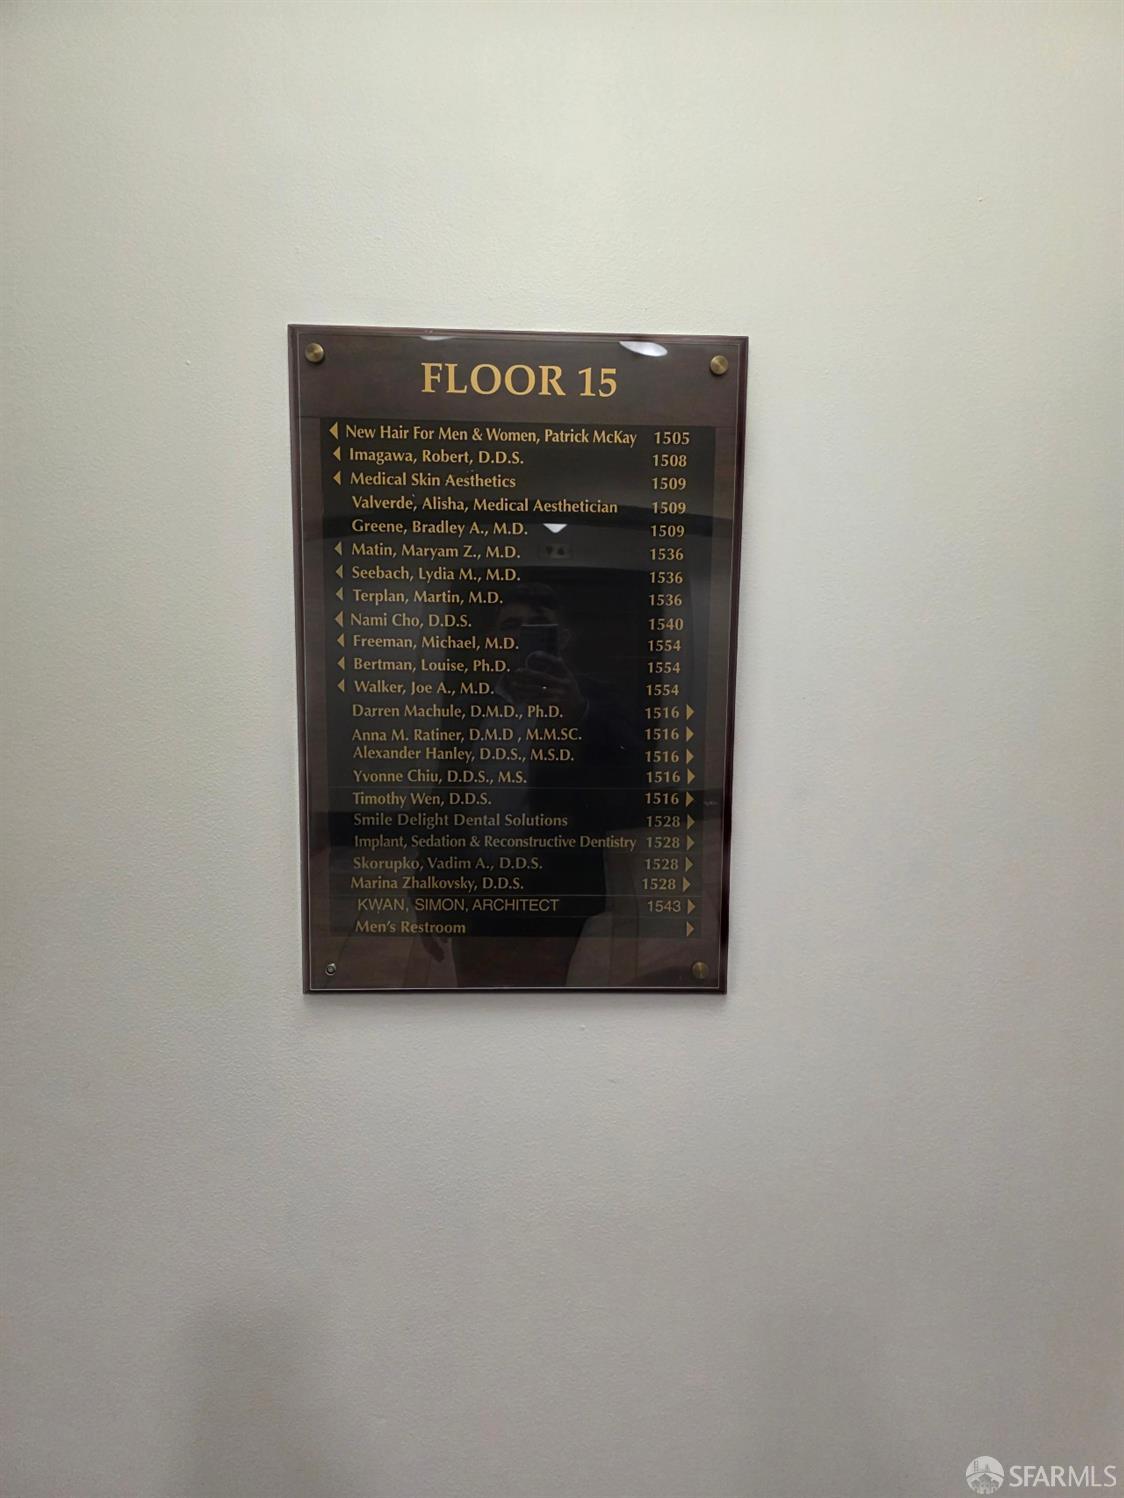 FLOOR 15
New Hair For Men & Women, Patrick McKay 1505
Imagawa, Robert, D.D.S. 1508
Medical Skin Aesthetics 1509
Valverde, Alisha, Medical Aesthetician 1509
Greene, Bradley A., M.D. 1509
Matin, Maryam Z., M.D. 1536
Seebach, Lydia M., M.D. 1536
Terplan, Martin, M.D. 1536
Nami Cho, D.D.S. 1540
Freeman, Michael, M.D. 1554
Bertman, Louise, Ph.D. 1554
Walker, Joe A., M.D. 1554
Darren Machule, D.M.D., Ph.D. 1516
Anna M. Ratiner, D.M.D , M.M.SC. 1516
Alexander Hanley, D.D.S., M.S.D. 1516
Yvonne Chiu, D.D.S., M.S. 1516
Timothy Wen, D.D.S. 1516
Smile Delight Dental Solutions 1528
Implant, Sedation & Reconstructive Dentistry 1528
Skorupko, Vadim A., D.D.S. 1528
Marina Zhalkovsky, D.D.S. 1528
KWAN, SIMON, ARCHITECT 1543
Men's Restroom
SFARMLS